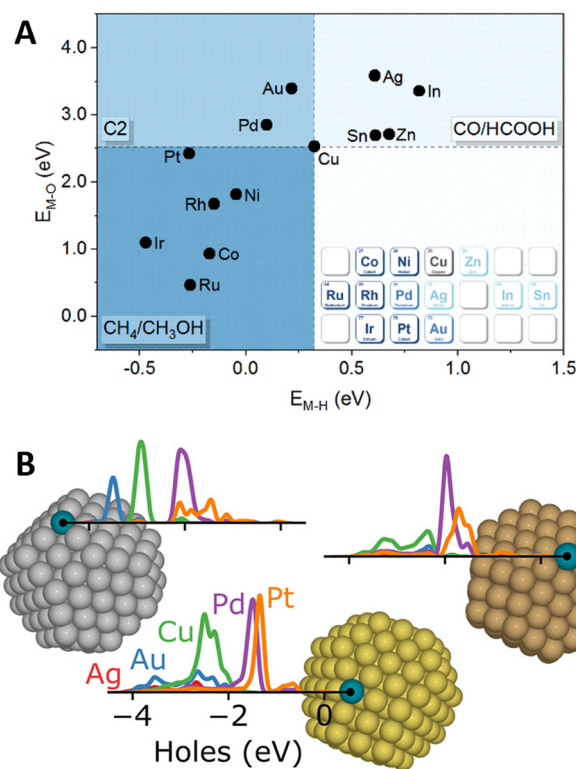 A
4.0
3.0
2.0
1.0
0.0
E_M-O (eV)
Au
Ag
In
C2
Pd
Sn
Zn
CO/HCOOH
Pt
Cu
Rh
Ni
Ir
Co
Ru
CH₄/CH₃OH
Co Ni Cu Zn
Ru Rh Pd Ag In Sn
Ir Pt Au
-0.5 0.0 0.5 1.0 1.5
E_M-H (eV)
B
Ag Au Cu Pd Pt
−4 −2 0
Holes (eV)